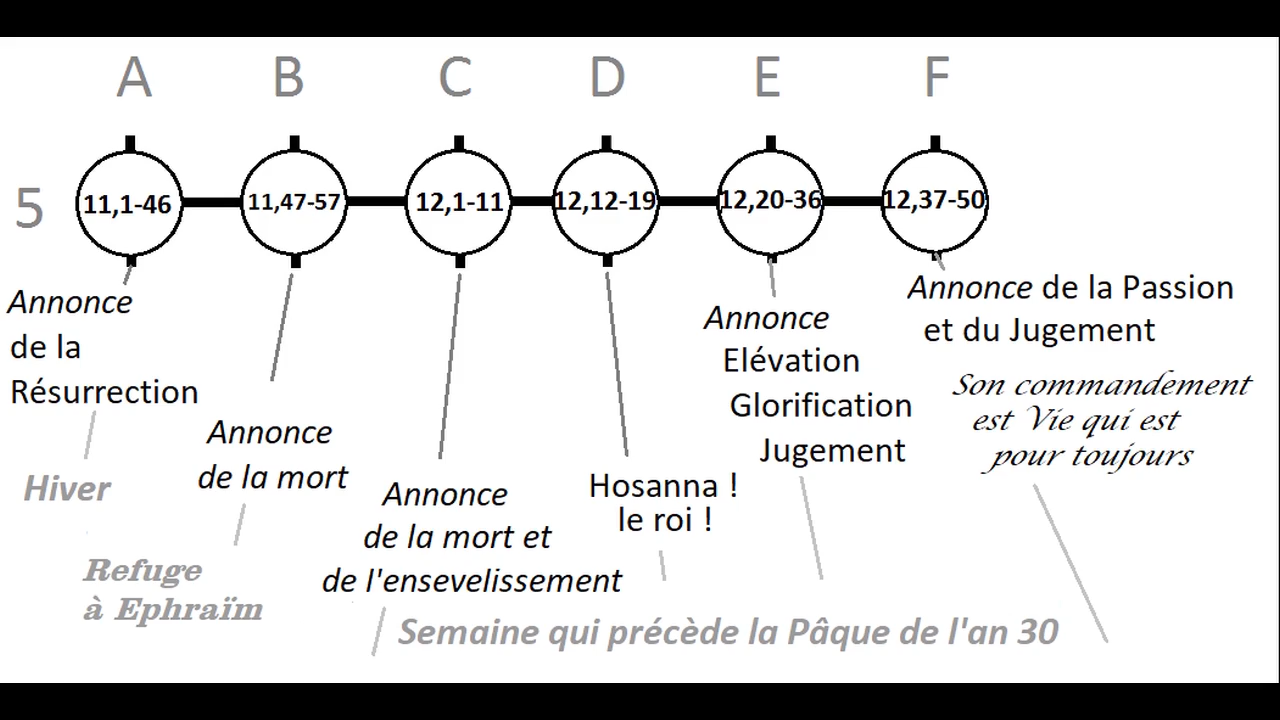 A B C D E F
5 11,1-46 11,47-57 12,1-11 12,12-19 12,20-36 12,37-50
Annonce
de la
Résurrection
Hiver
Annonce
de la mort
Refuge
à Ephraïm
Annonce
de la mort et
de l'ensevelissement
Hosanna !
le roi !
Annonce
Elévation
Glorification
Jugement
Annonce de la Passion
et du Jugement
Son commandement
est Vie qui est
pour toujours
Semaine qui précède la Pâque de l'an 30